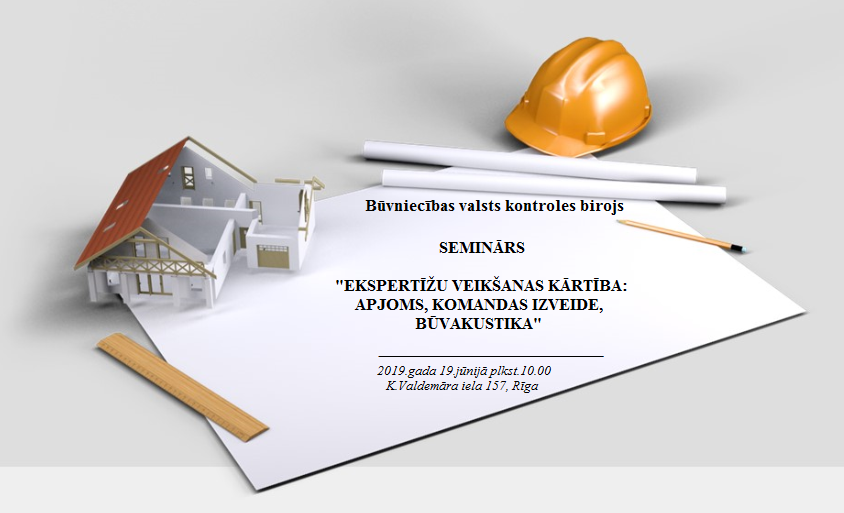 Būvniecības valsts kontroles birojs
SEMINĀRS
"EKSPERTĪŽU VEIKŠANAS KĀRTĪBA:
APJOMS, KOMANDAS IZVEIDE,
BŪVAKUSTIKA"
2019.gada 19.jūnijā plkst.10.00
K.Valdemāra iela 157, Rīga